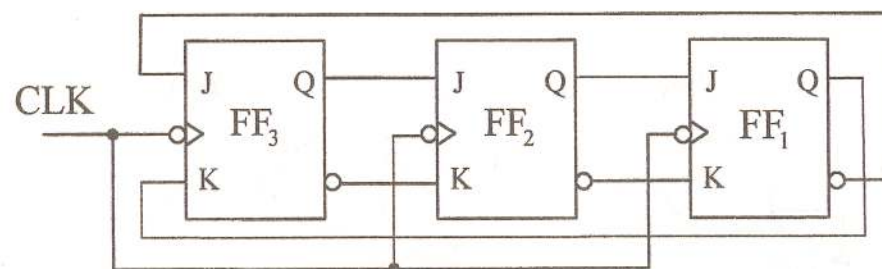 J Q J Q J Q
CLK
FF₃ FF₂ FF₁
K K K